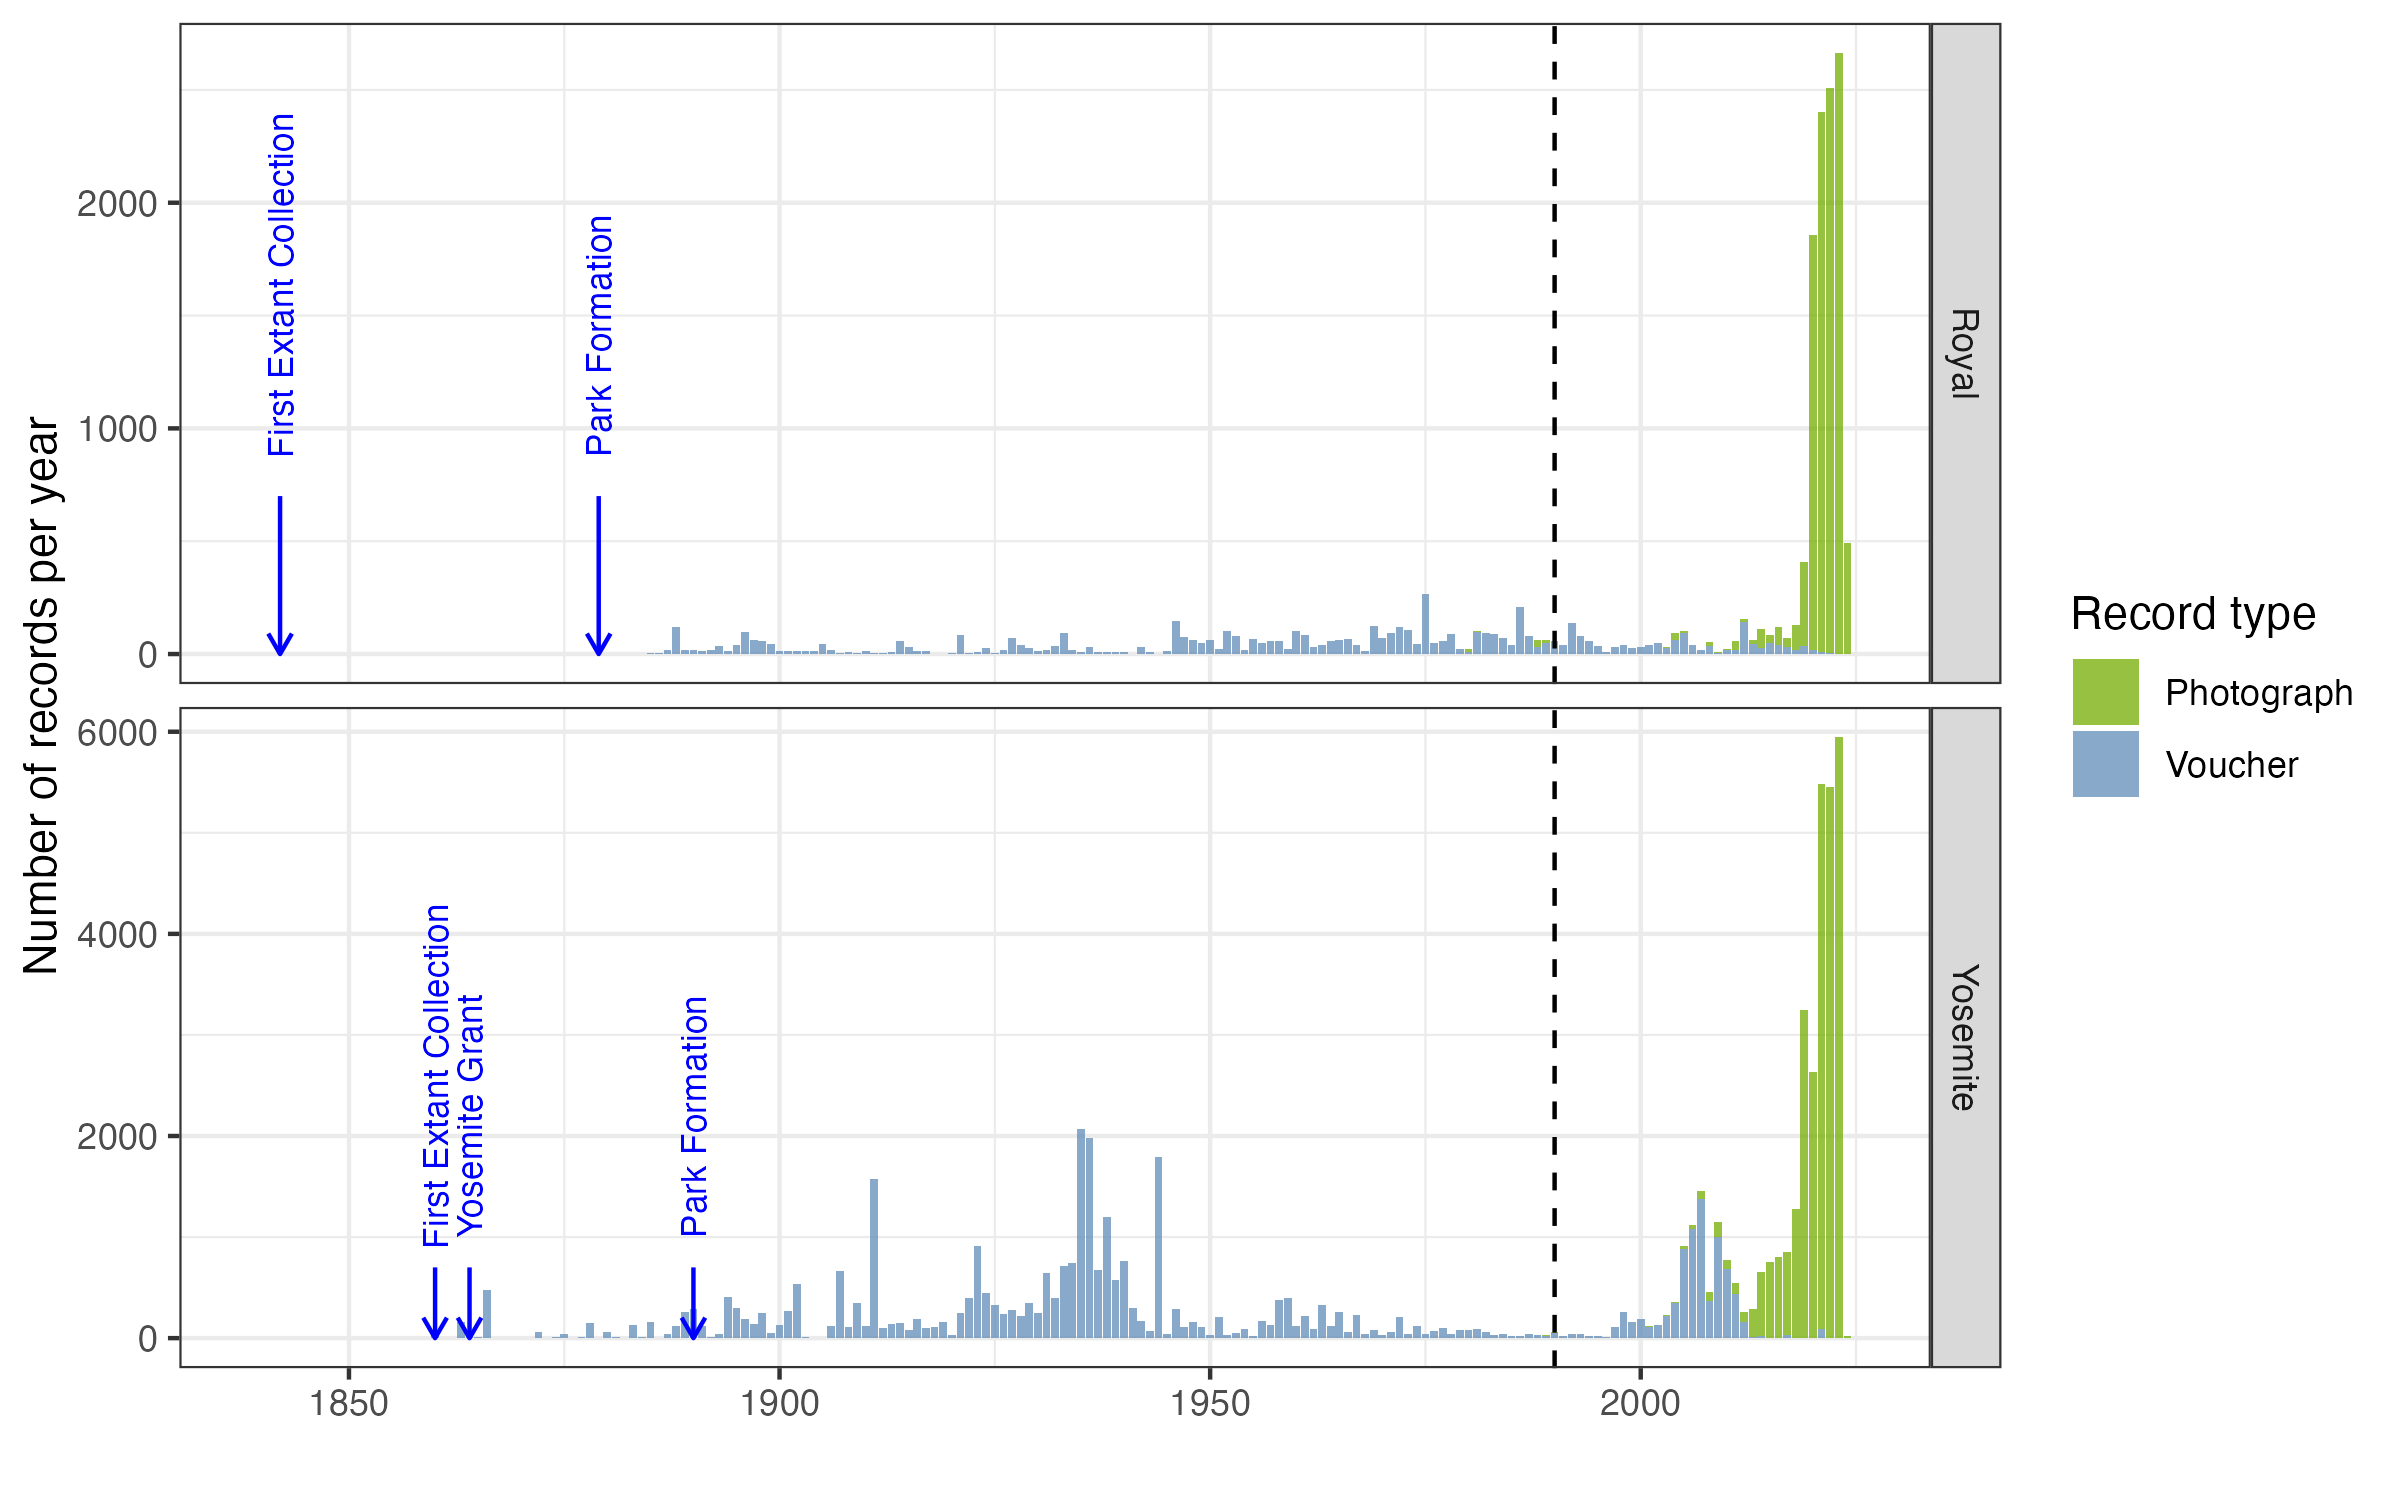 Number of records per year
2000
1000
0
First Extant Collection
Park Formation
Royal
6000
4000
2000
0
First Extant Collection
Yosemite Grant
Park Formation
Yosemite
1850
1900
1950
2000
Record type
Photograph
Voucher